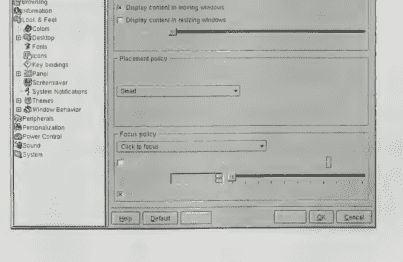 Browsing
Information
Look & Feel
Colors
Desktop
Fonts
Icons
Key bindings
Panel
Screensaver
System Notifications
Themes
Window Behavior
Peripherals
Personalization
Power Control
Sound
System
Display content in moving windows
Display content in resizing windows
Placement policy
Smart
Focus policy
Click to focus
Help
Default
OK
Cancel